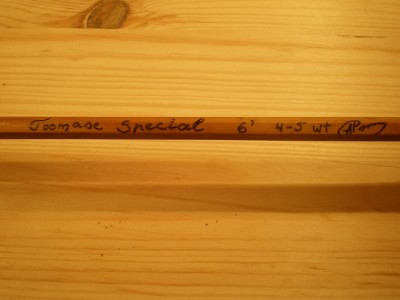 Toomase Special 6' 4-5 wt